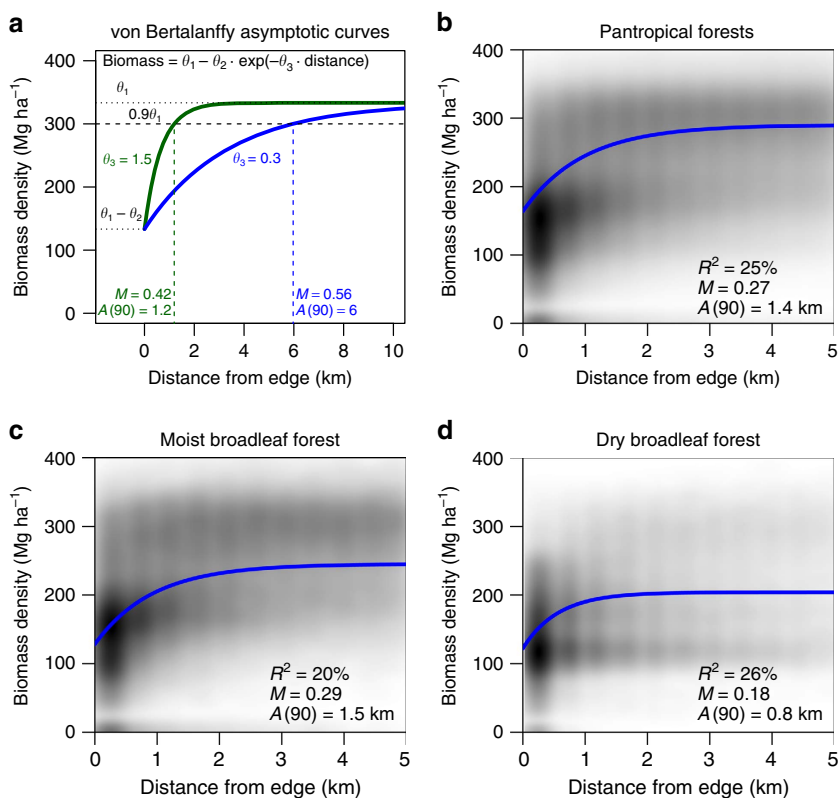 a
von Bertalanffy asymptotic curves
Biomass = θ₁ − θ₂ · exp(−θ₃ · distance)
θ₁
0.9θ₁
θ₃ = 1.5
θ₃ = 0.3
θ₁ − θ₂
M = 0.42
A(90) = 1.2
M = 0.56
A(90) = 6
400
300
200
100
0
Biomass density (Mg ha⁻¹)
0 2 4 6 8 10
Distance from edge (km)
b
Pantropical forests
400
300
200
100
0
Biomass density (Mg ha⁻¹)
R² = 25%
M = 0.27
A(90) = 1.4 km
0 1 2 3 4 5
Distance from edge (km)
c
Moist broadleaf forest
400
300
200
100
0
Biomass density (Mg ha⁻¹)
R² = 20%
M = 0.29
A(90) = 1.5 km
0 1 2 3 4 5
Distance from edge (km)
d
Dry broadleaf forest
400
300
200
100
0
Biomass density (Mg ha⁻¹)
R² = 26%
M = 0.18
A(90) = 0.8 km
0 1 2 3 4 5
Distance from edge (km)